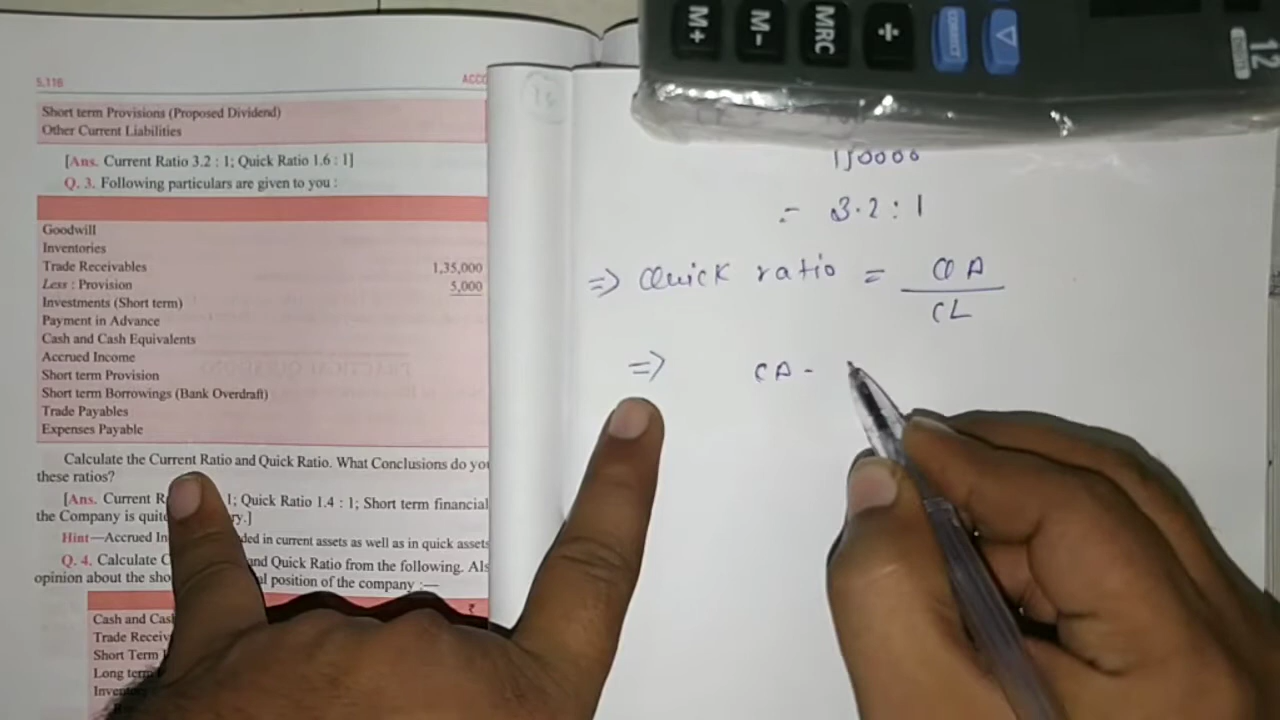 5.116
ACCO
Short term Provisions (Proposed Dividend)
Other Current Liabilities
[Ans. Current Ratio 3.2 : 1; Quick Ratio 1.6 : 1]
Q. 3. Following particulars are given to you :
Goodwill
Inventories
Trade Receivables 1,35,000
Less : Provision 5,000
Investments (Short term)
Payment in Advance
Cash and Cash Equivalents
Accrued Income
Short term Provision
Short term Borrowings (Bank Overdraft)
Trade Payables
Expenses Payable
Calculate the Current Ratio and Quick Ratio. What Conclusions do you
these ratios?
[Ans. Current R 1; Quick Ratio 1.4 : 1; Short term financial
the Company is quite ry.]
Hint—Accrued In ded in current assets as well as in quick assets
Q. 4. Calculate C and Quick Ratio from the following. Als
opinion about the sho al position of the company :—
₹
Cash and Cas
Trade Receiv
Short Term
Long term
Invent
M+
M-
MRC
÷
CORRECT
12
150000
= 3.2 : 1
=> Quick ratio = QA
CL
=> CA -